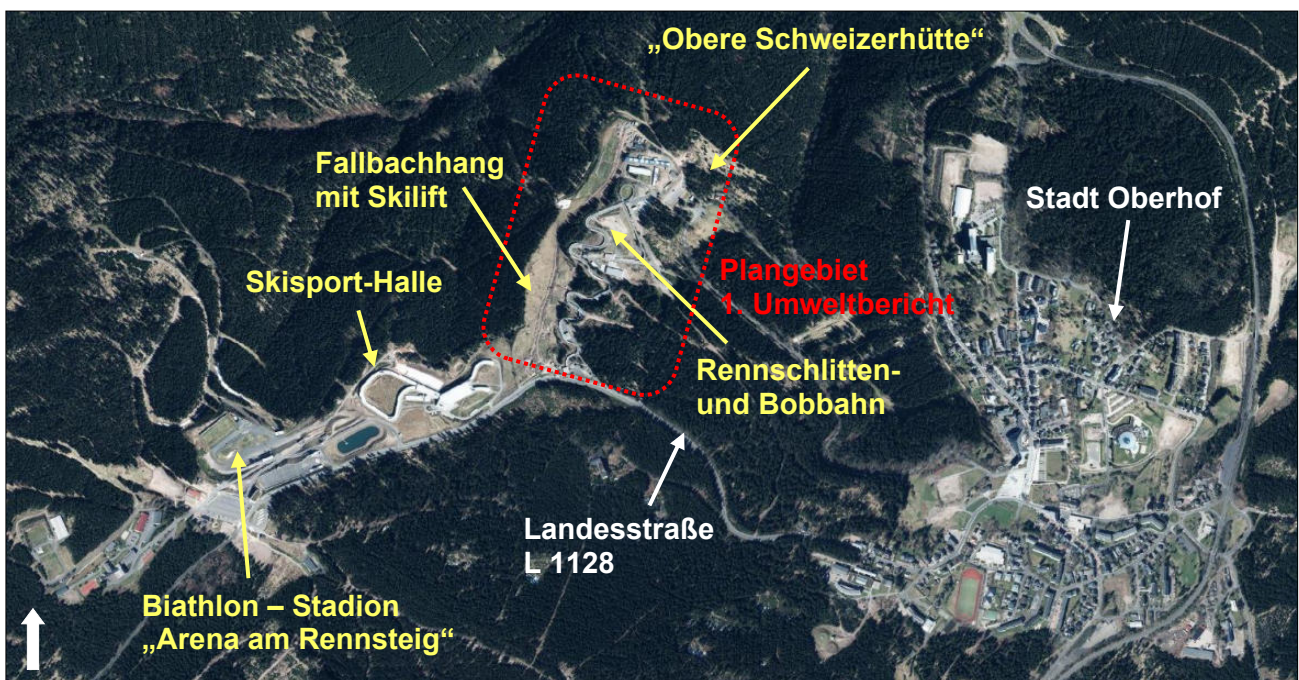 „Obere Schweizerhütte“
Fallbachhang
mit Skilift
Stadt Oberhof
Skisport-Halle
Plangebiet
1. Umweltbericht
Rennschlitten-
und Bobbahn
Landesstraße
L 1128
Biathlon – Stadion
„Arena am Rennsteig“